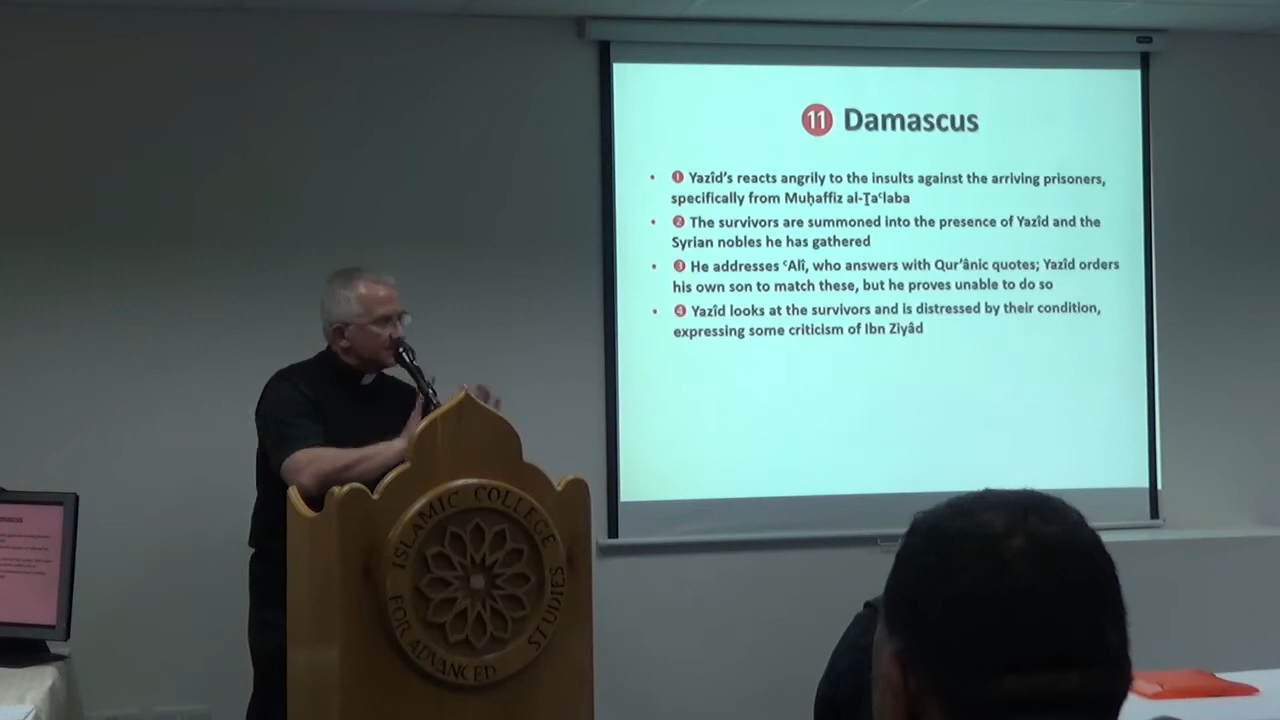 11 Damascus
• 1 Yazîd's reacts angrily to the insults against the arriving prisoners,
specifically from Muḥaffiz al-Ṯaʿlaba
• 2 The survivors are summoned into the presence of Yazîd and the
Syrian nobles he has gathered
• 3 He addresses ʿAlî, who answers with Qur'ânic quotes; Yazîd orders
his own son to match these, but he proves unable to do so
• 4 Yazîd looks at the survivors and is distressed by their condition,
expressing some criticism of Ibn Ziyâd
ISLAMIC COLLEGE
FOR ADVANCED
STUDIES